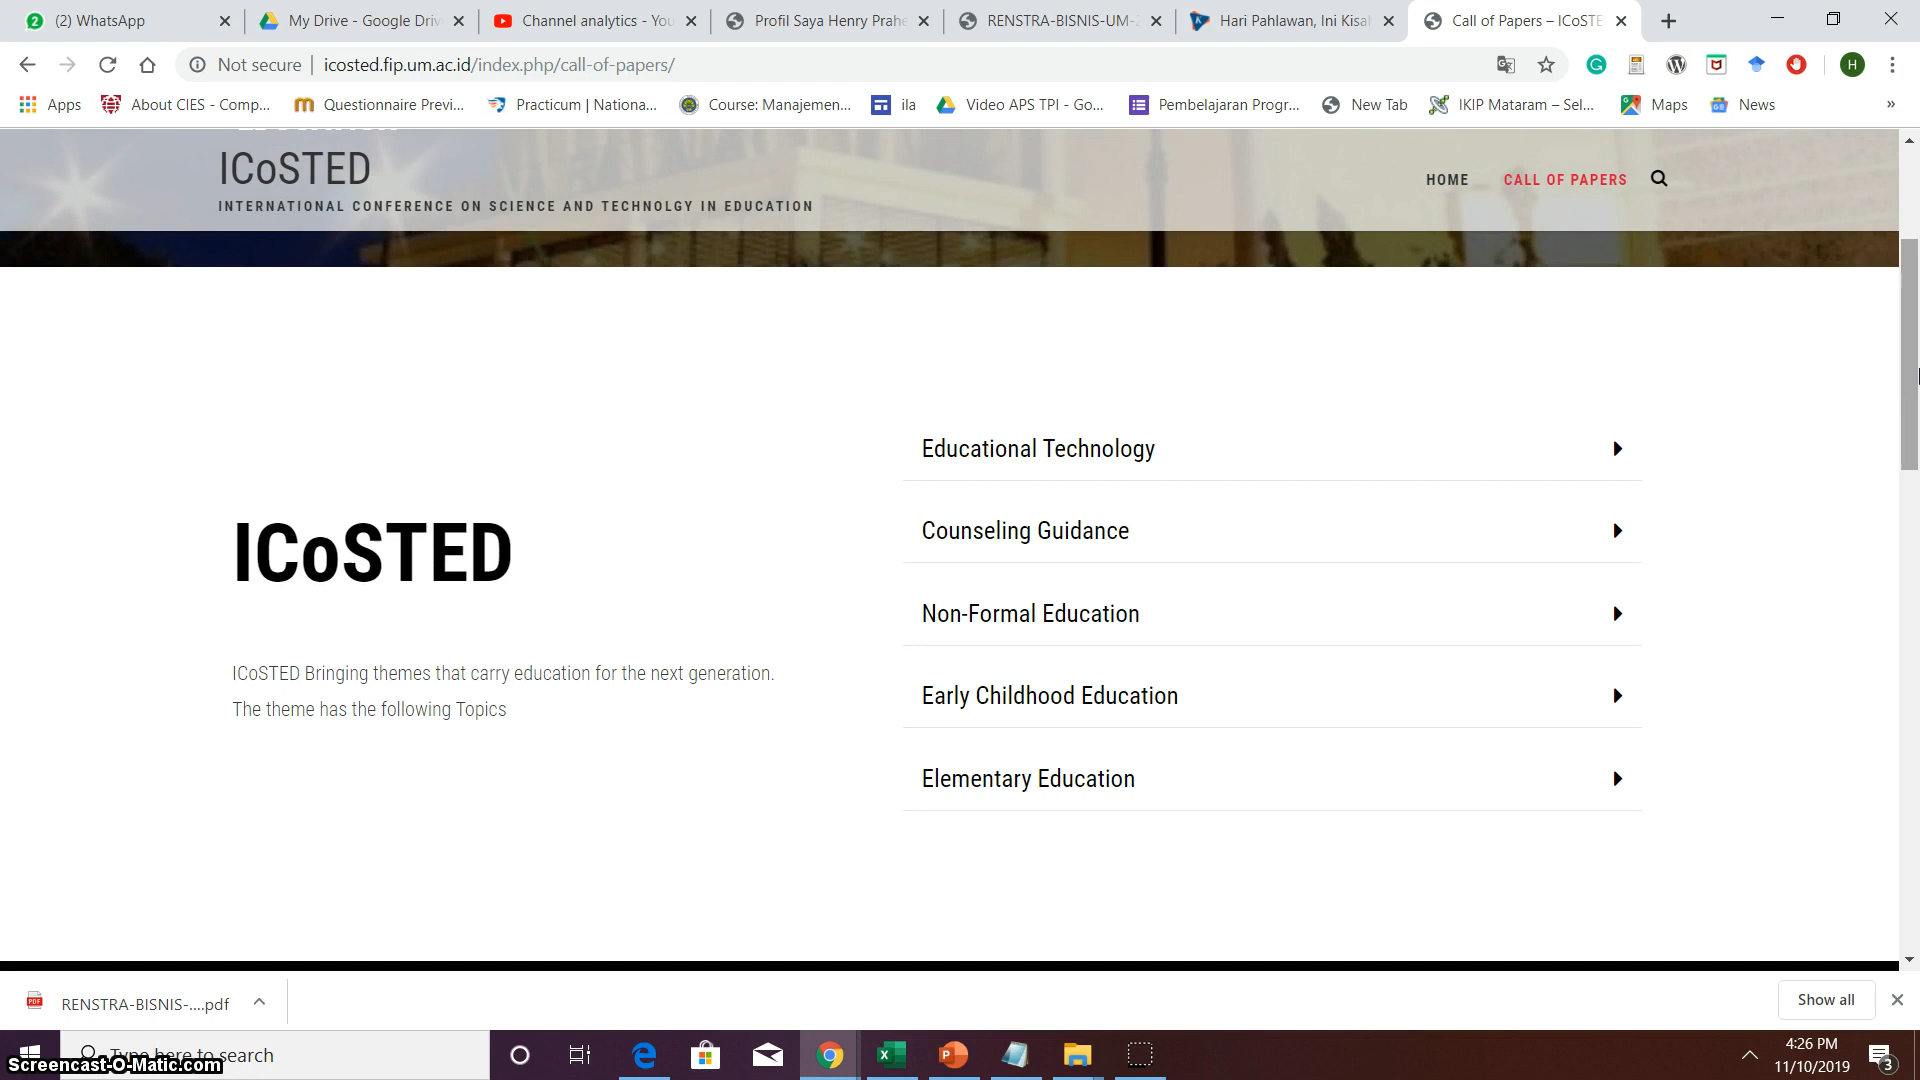 (2) WhatsApp
My Drive - Google Driv
Channel analytics - You
Profil Saya Henry Prahe
RENSTRA-BISNIS-UM-2
Hari Pahlawan, Ini Kisal
Call of Papers – ICoSTE
Not secure | icosted.fip.um.ac.id/index.php/call-of-papers/
H
Apps
About CIES - Comp...
Questionnaire Previ...
Practicum | Nationa...
Course: Manajemen...
ila
Video APS TPI - Go...
Pembelajaran Progr...
New Tab
IKIP Mataram – Sel...
Maps
News
»
ICoSTED
INTERNATIONAL CONFERENCE ON SCIENCE AND TECHNOLGY IN EDUCATION
HOME
CALL OF PAPERS
ICoSTED
ICoSTED Bringing themes that carry education for the next generation.
The theme has the following Topics
Educational Technology
Counseling Guidance
Non-Formal Education
Early Childhood Education
Elementary Education
RENSTRA-BISNIS-....pdf
Show all
Type here to search
Screencast-O-Matic.com
4:26 PM
11/10/2019
3